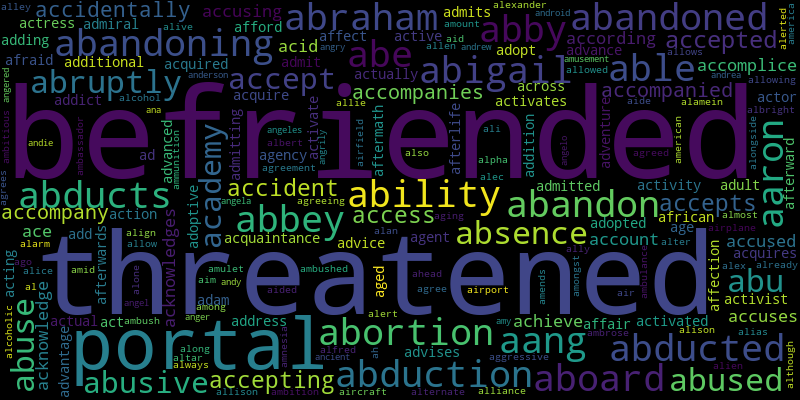 alley accidentally accusing abraham admits alexander abby android abandoned alerted america
actress admiral alive afford amount aid according accepted
adding abandoning acid affect active allen andrew adopt advance
afraid additional acquired admit abe actually abigail allowed able accomplice allows
angered abruptly anderson accept accompanies across amusement andrea accompanied allowing
addict alcohol acquire allie activates aide alamein actor albright
befriended
ambitious ana academy admitting activate aftermath afterlife ali addition adventure american alongside afterward
andie ambassador advanced ammunition angeles angrily airfield also alpha angelo
ad agency albert agreement alec agreed
agrees abducts accident ability admitted activity adult aaron
adoptive angela agreeing aging abandon accepts almost
accompany action abbey access adopted african
ace add align acquaintance alan absence age airplane
alarm afterwards allow acknowledges advice agent account alter accused
ago threatened ally amongst affection acquires
acting alice amid alone amulet ambushed aged ahead air ambulance alex already
al acknowledge angel aim andy aided agree airport amends abu activist
adam among
abuse actual act ambush anger address alert amy achieve affair activated accuses
alcoholic portal abortion aang ambrose alison alias
advantage along amnesia alfred ah advises aggressive abducted although
altar always ancient alien
abusive accepting abduction aboard abused
allison ambition aircraft alternate alliance